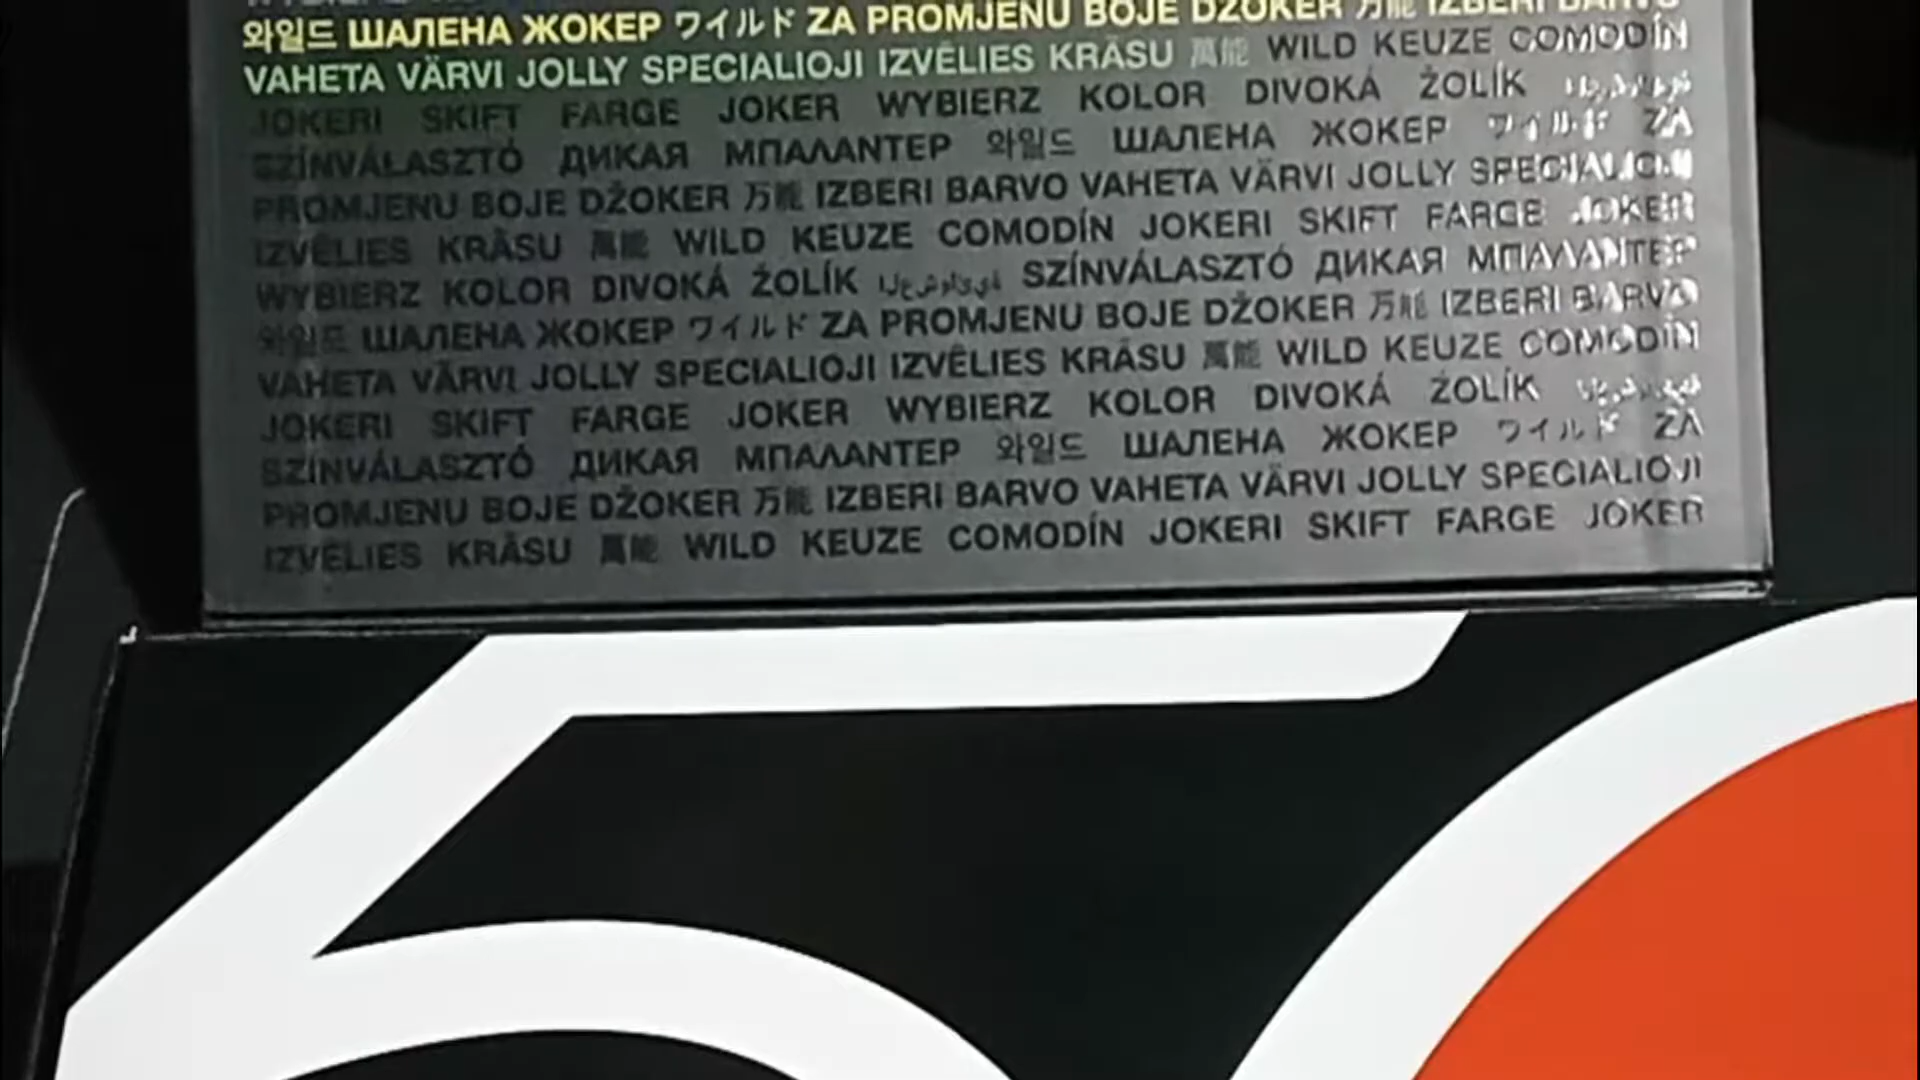 와일드 ШАЛЕНА ЖОКЕР ワイルド ZA PROMJENU BOJE DŽOKER 万能 IZBERI BARVO
VAHETA VÄRVI JOLLY SPECIALIOJI IZVĒLIES KRĀSU 萬能 WILD KEUZE COMODÍN
JOKERI SKIFT FARGE JOKER WYBIERZ KOLOR DIVOKÁ ŽOLÍK
SZÍNVÁLASZTÓ ДИКАЯ ΜΠΑΛΑΝΤΕΡ 와일드 ШАЛЕНА ЖОКЕР ワイルド ZA
PROMJENU BOJE DŽOKER 万能 IZBERI BARVO VAHETA VÄRVI JOLLY SPECIALIOJI
IZVĒLIES KRĀSU 萬能 WILD KEUZE COMODÍN JOKERI SKIFT FARGE JOKER
WYBIERZ KOLOR DIVOKÁ ŽOLÍK SZÍNVÁLASZTÓ ДИКАЯ ΜΠΑΛΑΝΤΕΡ
와일드 ШАЛЕНА ЖОКЕР ワイルド ZA PROMJENU BOJE DŽOKER 万能 IZBERI BARVO
VAHETA VÄRVI JOLLY SPECIALIOJI IZVĒLIES KRĀSU 萬能 WILD KEUZE COMODÍN
JOKERI SKIFT FARGE JOKER WYBIERZ KOLOR DIVOKÁ ŽOLÍK
SZÍNVÁLASZTÓ ДИКАЯ ΜΠΑΛΑΝΤΕΡ 와일드 ШАЛЕНА ЖОКЕР ワイルド ZA
PROMJENU BOJE DŽOKER 万能 IZBERI BARVO VAHETA VÄRVI JOLLY SPECIALIOJI
IZVĒLIES KRĀSU 萬能 WILD KEUZE COMODÍN JOKERI SKIFT FARGE JOKER
50